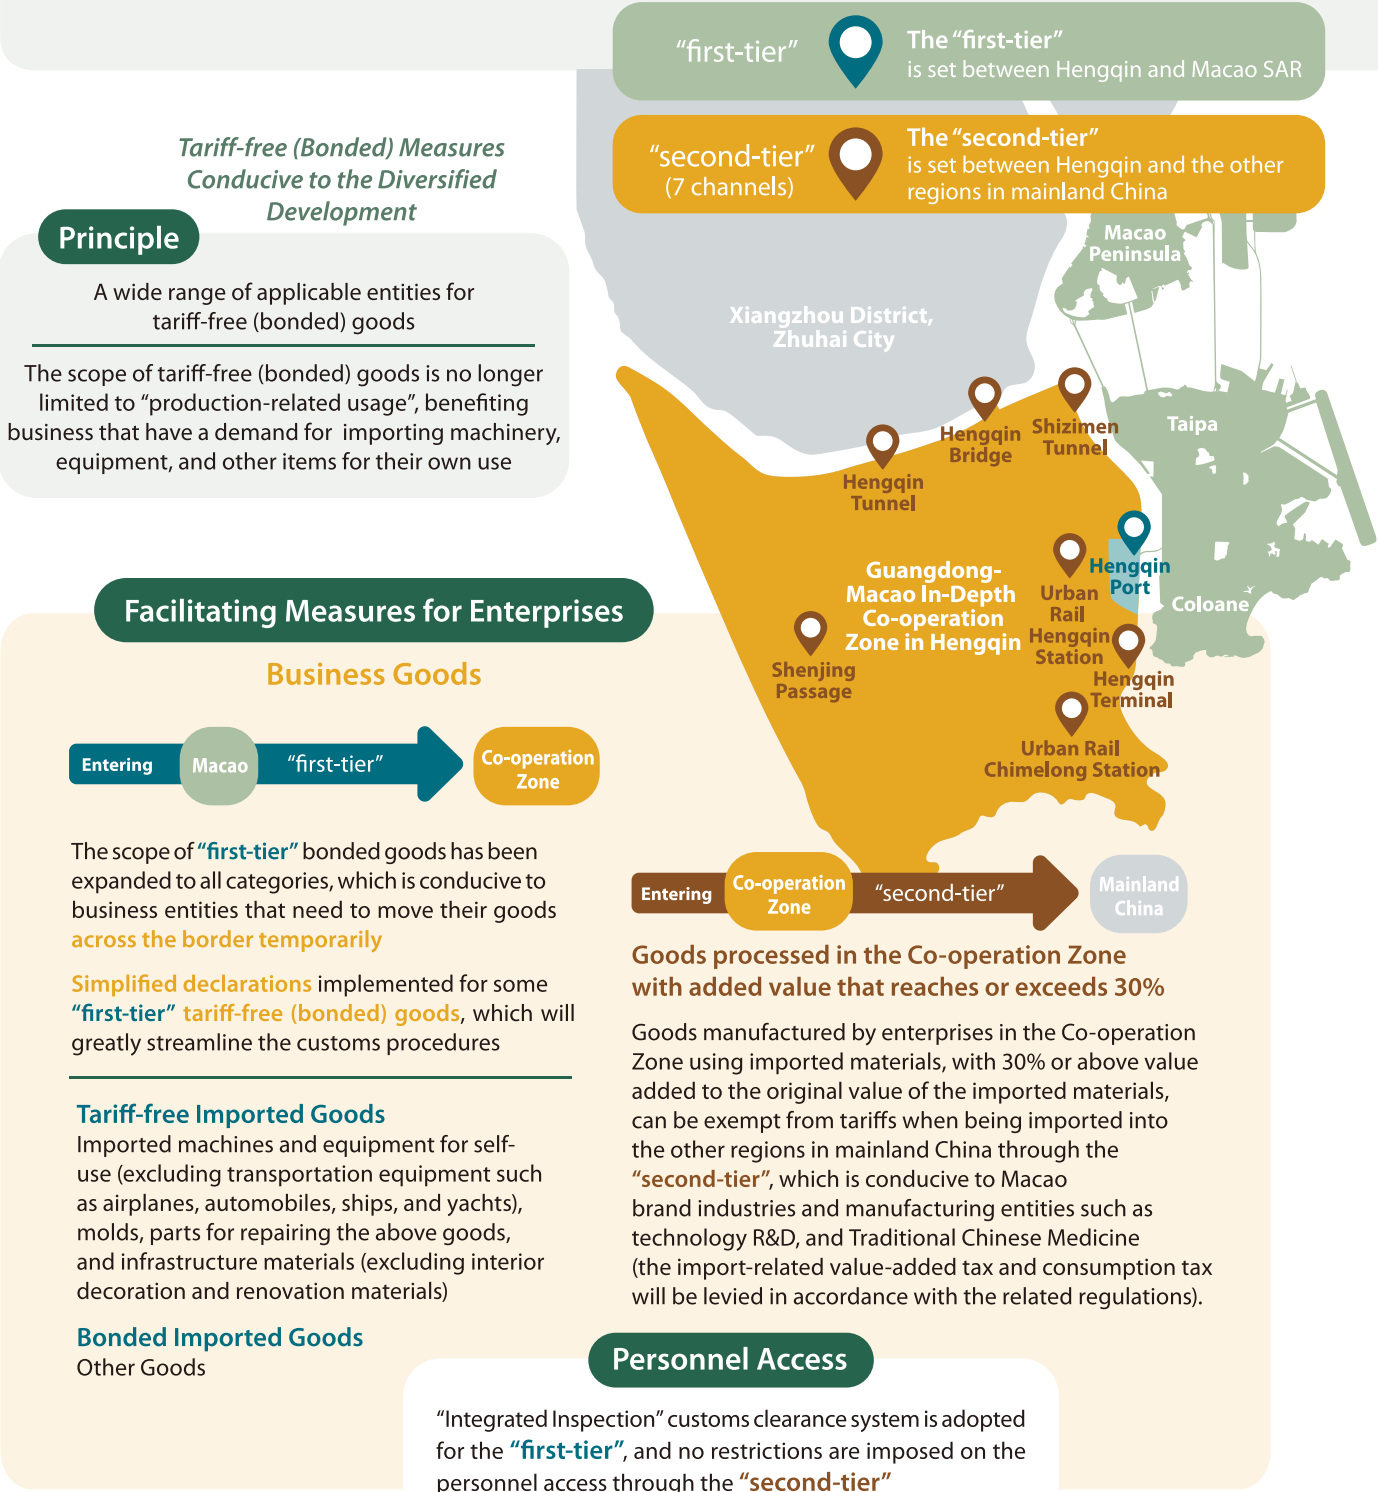 “first-tier”
The “first-tier”
is set between Hengqin and Macao SAR
“second-tier”
(7 channels)
The “second-tier”
is set between Hengqin and the other
regions in mainland China
Tariff-free (Bonded) Measures
Conducive to the Diversified
Development
Principle
A wide range of applicable entities for
tariff-free (bonded) goods
The scope of tariff-free (bonded) goods is no longer
limited to “production-related usage”, benefiting
business that have a demand for importing machinery,
equipment, and other items for their own use
Macao
Peninsula
Xiangzhou District,
Zhuhai City
Taipa
Coloane
Hengqin
Tunnel
Hengqin
Bridge
Shizimen
Tunnel
Hengqin
Port
Guangdong-
Macao In-Depth
Co-operation
Zone in Hengqin
Urban
Rail
Hengqin
Station
Shenjing
Passage
Hengqin
Terminal
Urban Rail
Chimelong Station
Facilitating Measures for Enterprises
Business Goods
Entering
Macao
“first-tier”
Co-operation
Zone
The scope of “first-tier” bonded goods has been
expanded to all categories, which is conducive to
business entities that need to move their goods
across the border temporarily
Simplified declarations implemented for some
“first-tier” tariff-free (bonded) goods, which will
greatly streamline the customs procedures
Tariff-free Imported Goods
Imported machines and equipment for self-
use (excluding transportation equipment such
as airplanes, automobiles, ships, and yachts),
molds, parts for repairing the above goods,
and infrastructure materials (excluding interior
decoration and renovation materials)
Bonded Imported Goods
Other Goods
Entering
Co-operation
Zone
“second-tier”
Mainland
China
Goods processed in the Co-operation Zone
with added value that reaches or exceeds 30%
Goods manufactured by enterprises in the Co-operation
Zone using imported materials, with 30% or above value
added to the original value of the imported materials,
can be exempt from tariffs when being imported into
the other regions in mainland China through the
“second-tier”, which is conducive to Macao
brand industries and manufacturing entities such as
technology R&D, and Traditional Chinese Medicine
(the import-related value-added tax and consumption tax
will be levied in accordance with the related regulations).
Personnel Access
“Integrated Inspection” customs clearance system is adopted
for the “first-tier”, and no restrictions are imposed on the
personnel access through the “second-tier”